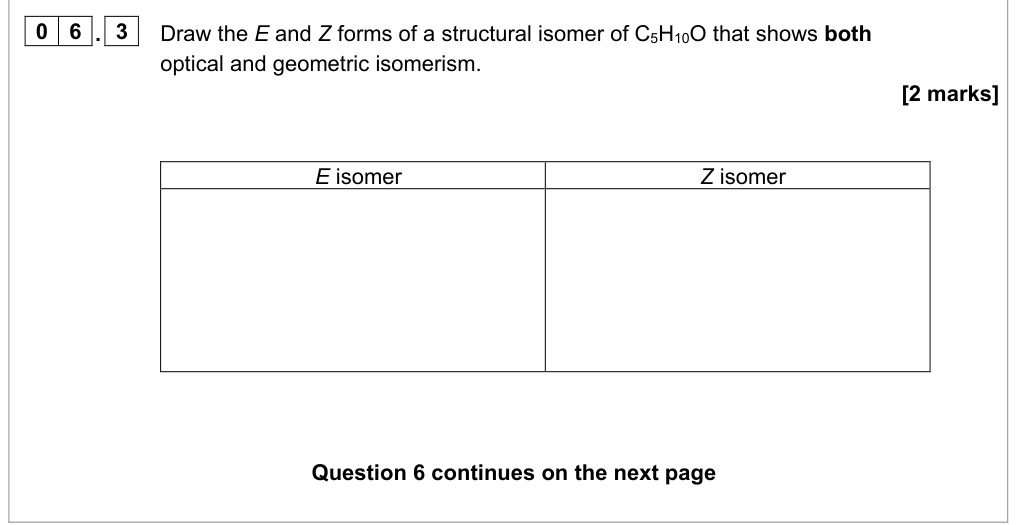 0 6 . 3 Draw the E and Z forms of a structural isomer of C₅H₁₀O that shows both
optical and geometric isomerism.
[2 marks]
E isomer Z isomer
Question 6 continues on the next page